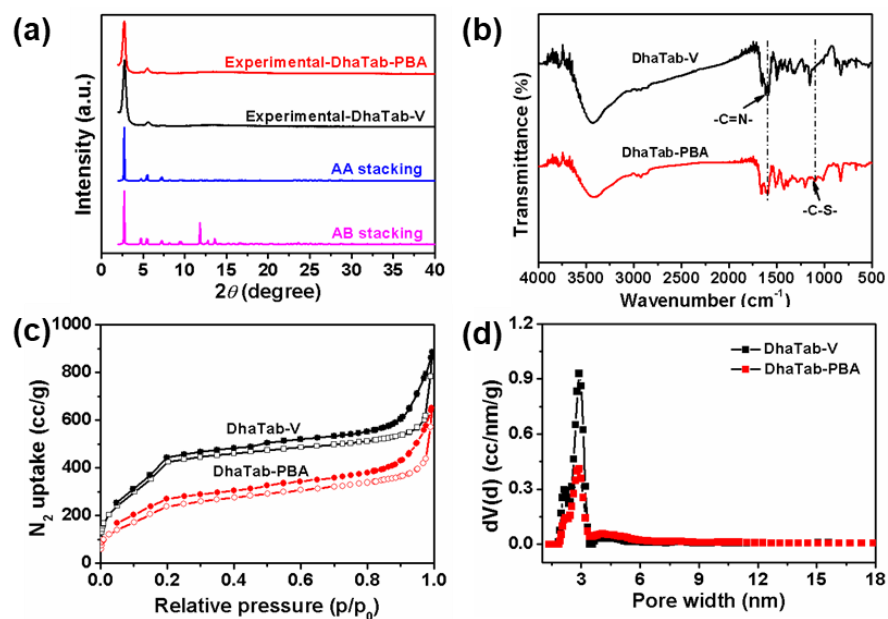 (a)
Experimental-DhaTab-PBA
Experimental-DhaTab-V
AA stacking
AB stacking
Intensity (a.u.)
0 5 10 15 20 25 30 35 40
2θ (degree)
(b)
DhaTab-V
-C=N-
DhaTab-PBA
-C-S-
Transmittance (%)
4000 3500 3000 2500 2000 1500 1000 500
Wavenumber (cm-1)
(c)
1000
800
600
400
200
0
DhaTab-V
DhaTab-PBA
N2 uptake (cc/g)
0.0 0.2 0.4 0.6 0.8 1.0
Relative pressure (p/p0)
(d)
1.2
0.9
0.6
0.3
0.0
DhaTab-V
DhaTab-PBA
dV(d) (cc/nm/g)
3 6 9 12 15 18
Pore width (nm)